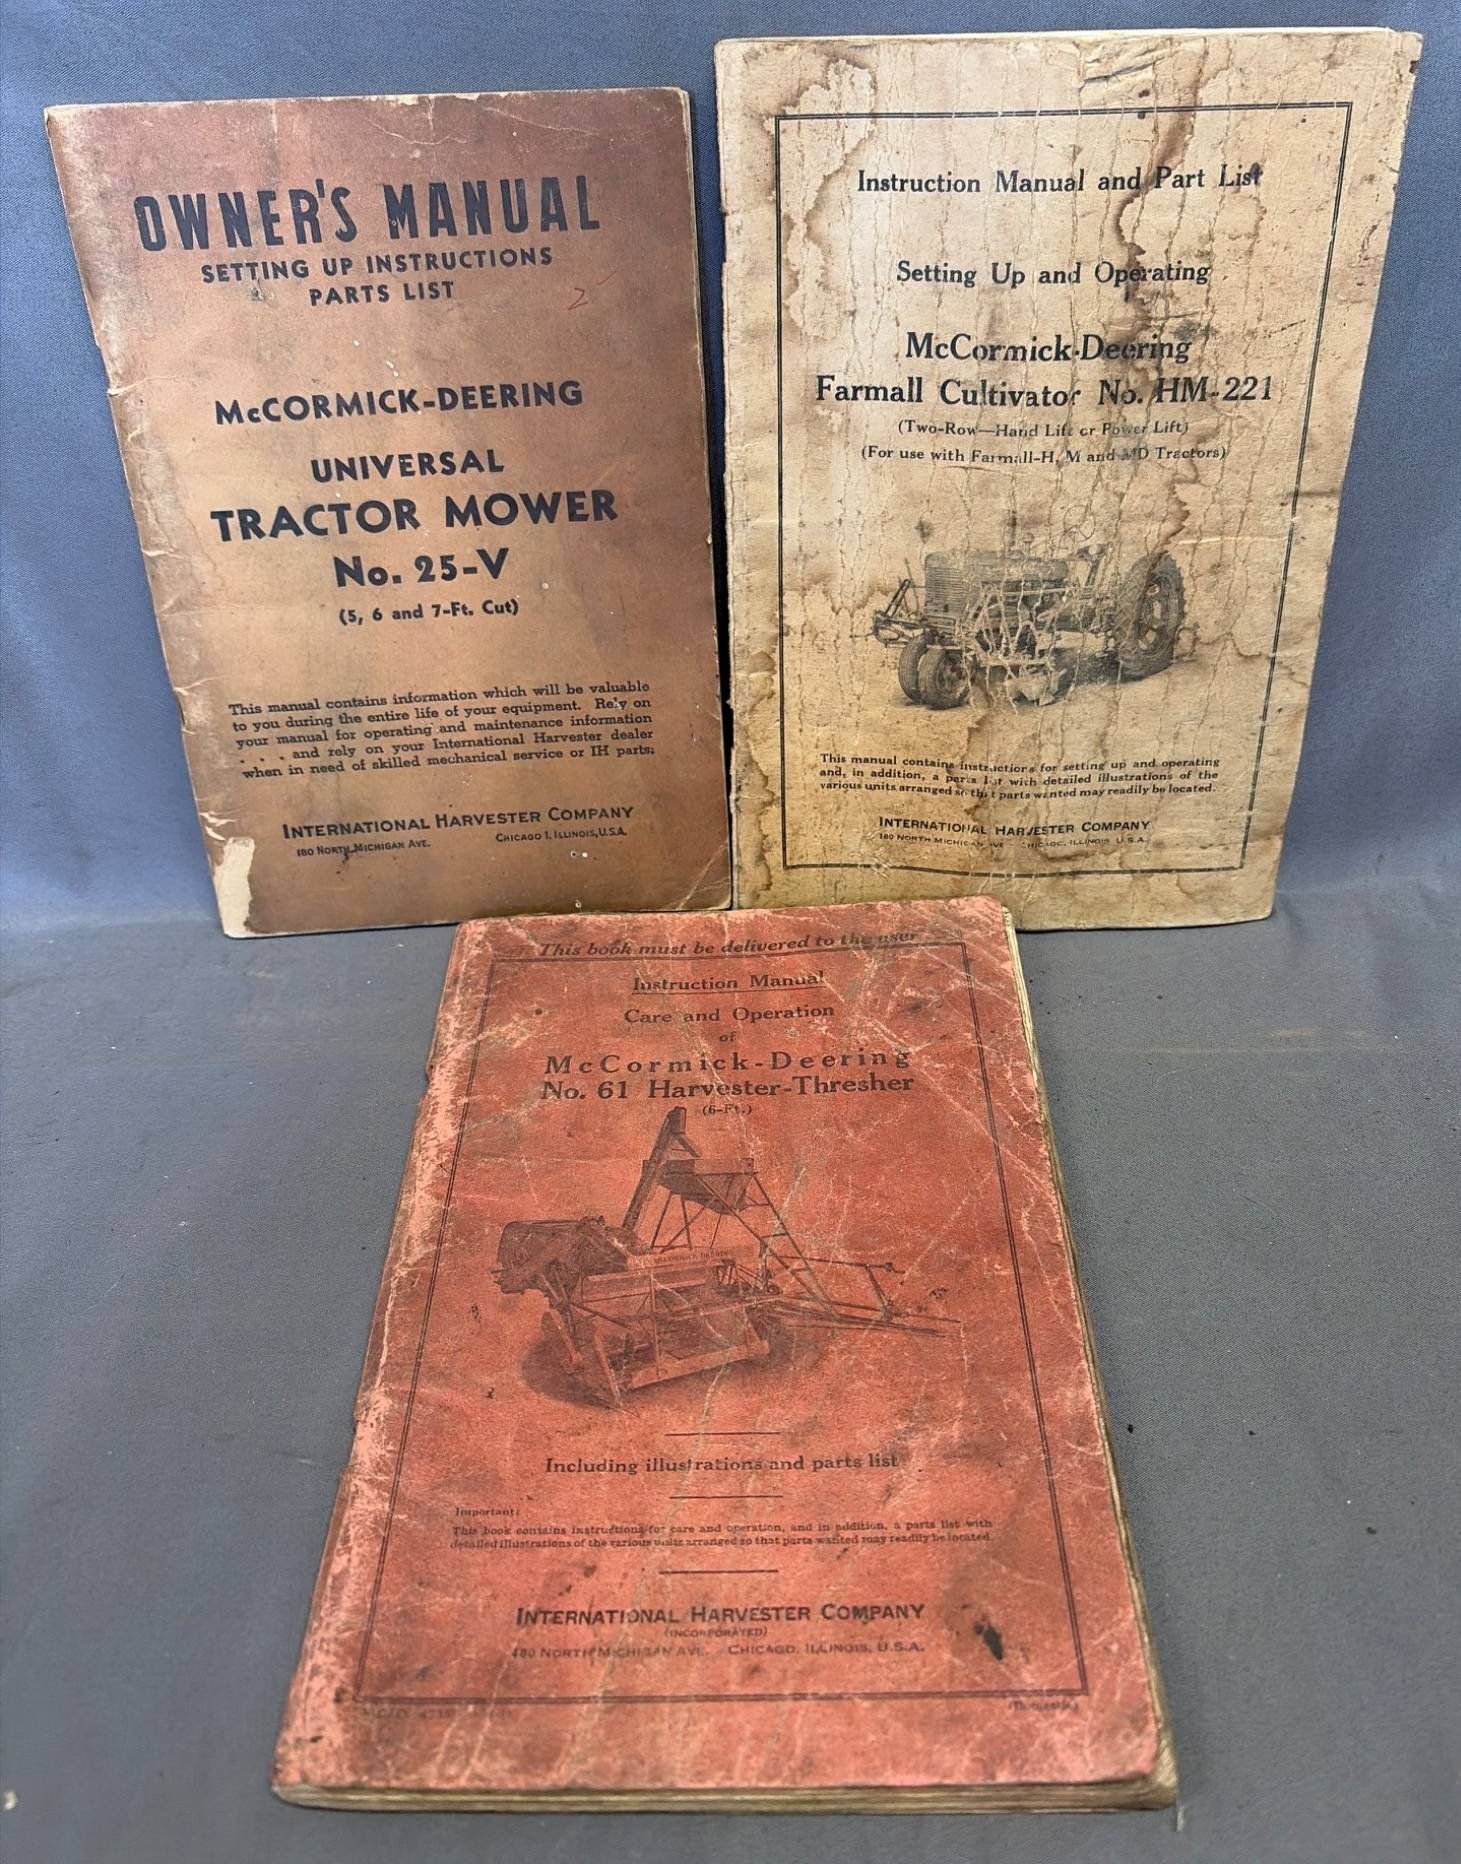 OWNER'S MANUAL
SETTING UP INSTRUCTIONS
PARTS LIST
2
McCORMICK-DEERING
UNIVERSAL
TRACTOR MOWER
No. 25-V
(5, 6 and 7-Ft. Cut)
This manual contains information which will be valuable
to you during the entire life of your equipment. Rely on
your manual for operating and maintenance information
. . . and rely on your International Harvester dealer
when in need of skilled mechanical service or IH parts.
INTERNATIONAL HARVESTER COMPANY
180 NORTH MICHIGAN AVE. CHICAGO 1, ILLINOIS, U.S.A.
Instruction Manual and Part List
Setting Up and Operating
McCormick-Deering
Farmall Cultivator No. HM-221
(Two-Row—Hand Lift or Power Lift)
(For use with Farmall-H, M and MD Tractors)
This manual contains instructions for setting up and operating
and, in addition, a parts list with detailed illustrations of the
various units arranged so that parts wanted may readily be located.
INTERNATIONAL HARVESTER COMPANY
180 NORTH MICHIGAN AVE. CHICAGO, ILLINOIS U.S.A.
This book must be delivered to the user
Instruction Manual
Care and Operation
of
McCormick-Deering
No. 61 Harvester-Thresher
(6-Ft.)
McCORMICK-DEERING
Including illustrations and parts list
Important:
This book contains instructions for care and operation, and in addition, a parts list with
detailed illustrations of the various units arranged so that parts wanted may readily be located.
INTERNATIONAL HARVESTER COMPANY
(INCORPORATED)
180 NORTH MICHIGAN AVE. CHICAGO, ILLINOIS, U.S.A.